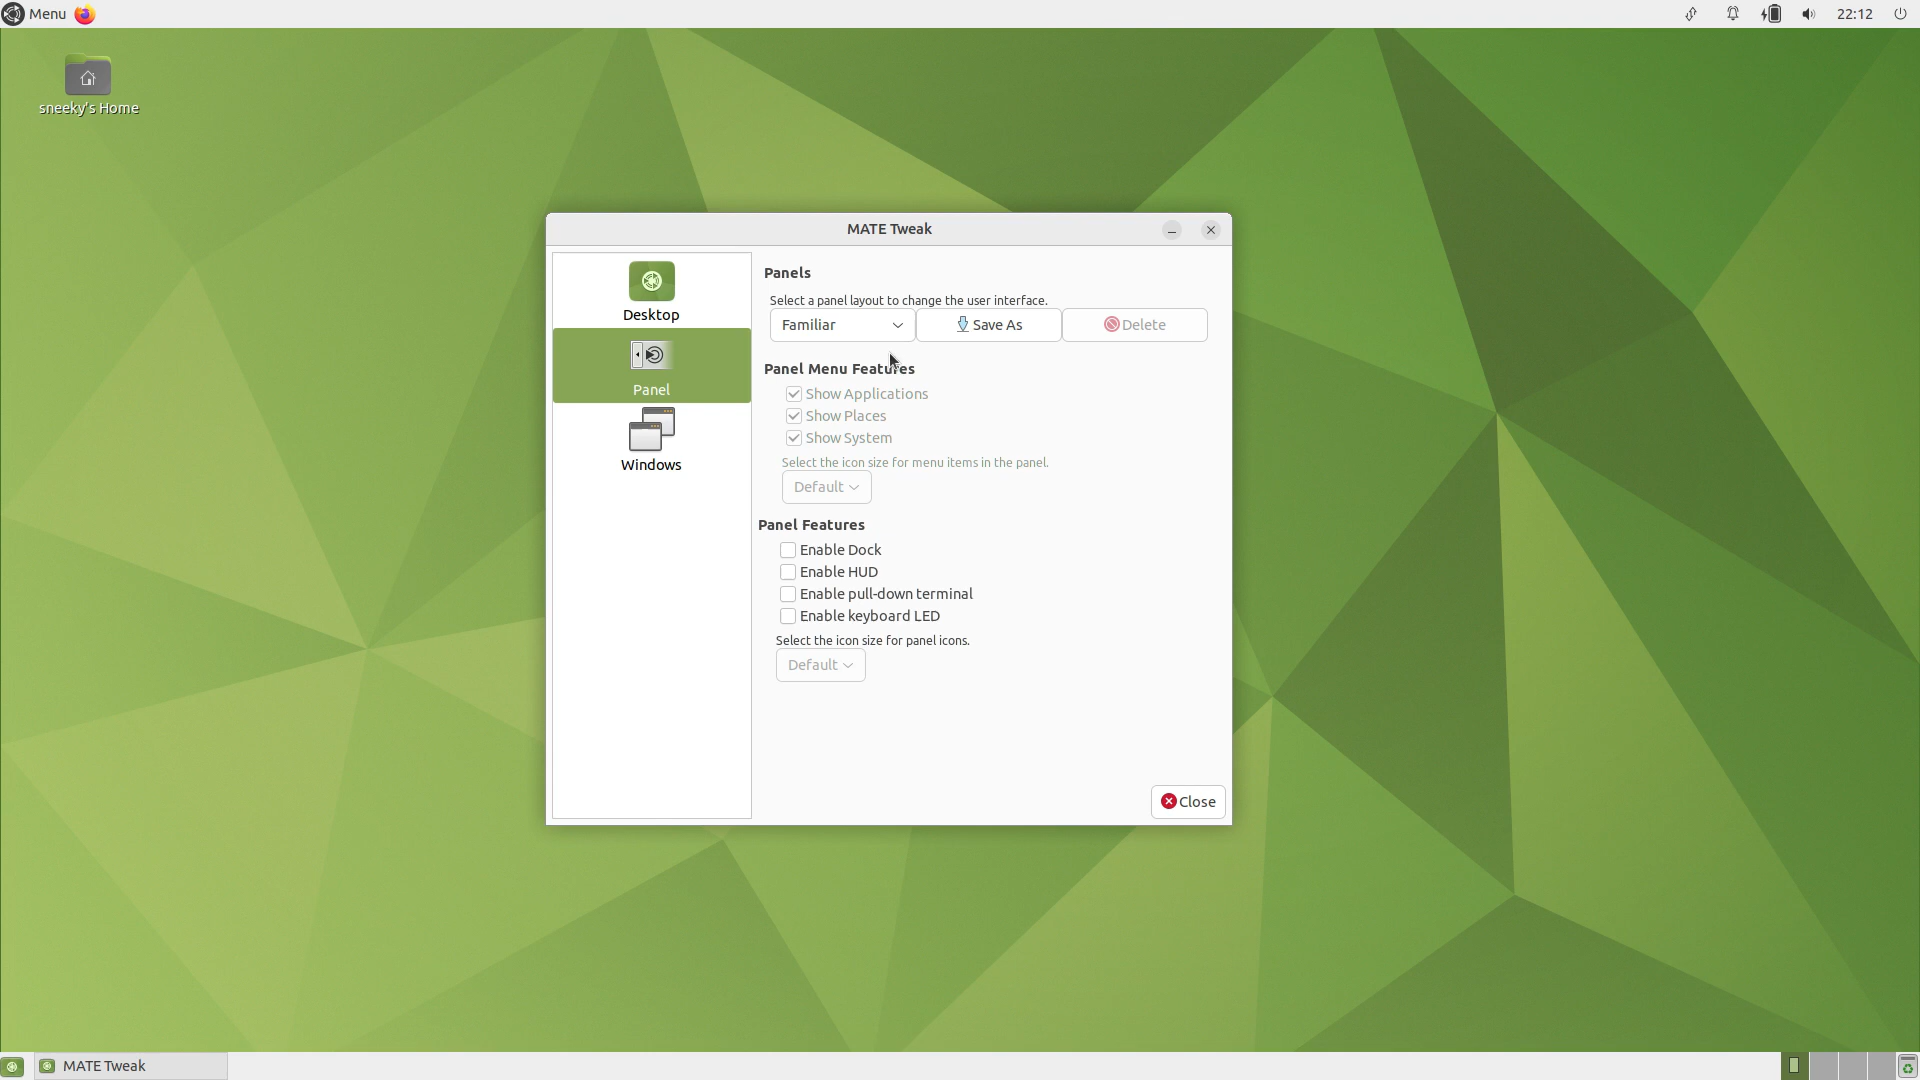 Menu
22:12
sneeky's Home
MATE Tweak
Desktop
Panel
Windows
Panels
Select a panel layout to change the user interface.
Familiar
Save As
Delete
Panel Menu Features
Show Applications
Show Places
Show System
Select the icon size for menu items in the panel.
Default
Panel Features
Enable Dock
Enable HUD
Enable pull-down terminal
Enable keyboard LED
Select the icon size for panel icons.
Default
Close
MATE Tweak